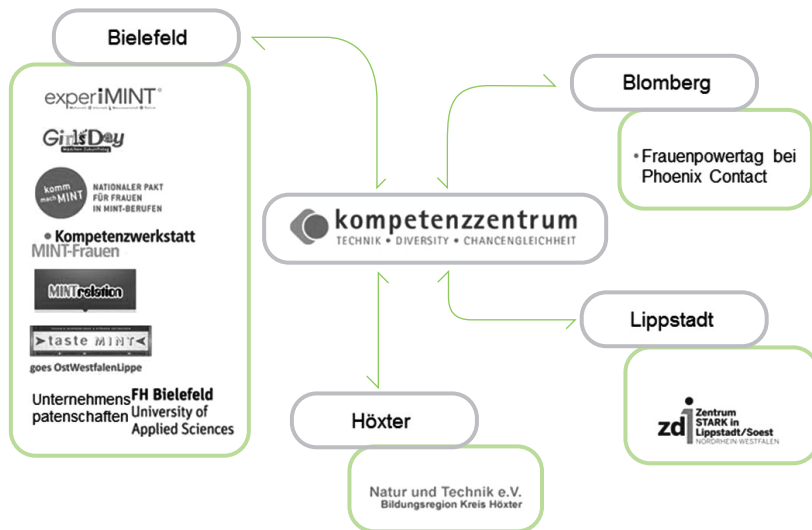 Bielefeld
experiMINT
Girls'Day
Mädchen-Zukunftstag
komm
mach MINT
NATIONALER PAKT
FÜR FRAUEN
IN MINT-BERUFEN
• Kompetenzwerkstatt
MINT-Frauen
MINTrelation
taste MINT
goes OstWestfalenLippe
Unternehmens
patenschaften
FH Bielefeld
University of
Applied Sciences
kompetenzzentrum
TECHNIK • DIVERSITY • CHANCENGLEICHHEIT
Blomberg
• Frauenpowertag bei
Phoenix Contact
Lippstadt
zdi
Zentrum
STARK in
Lippstadt/Soest
NORDRHEIN-WESTFALEN
Höxter
Natur und Technik e.V.
Bildungsregion Kreis Höxter